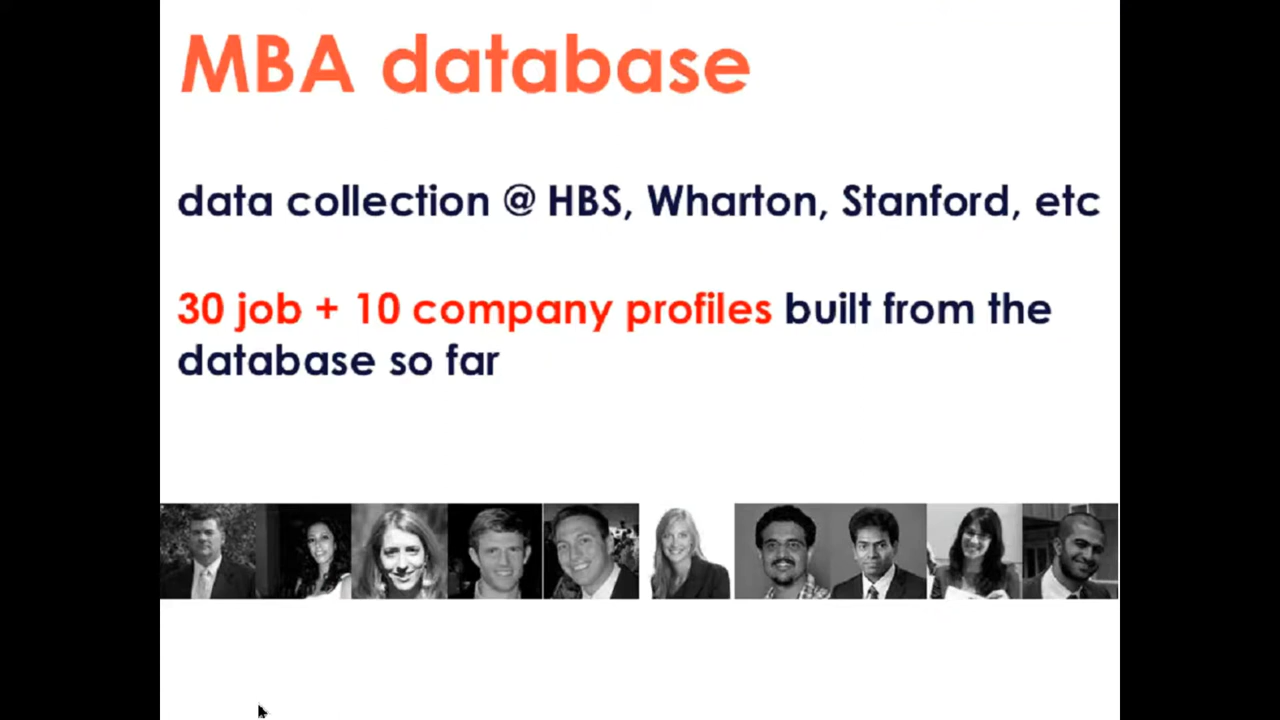 MBA database
data collection @ HBS, Wharton, Stanford, etc
30 job + 10 company profiles built from the
database so far